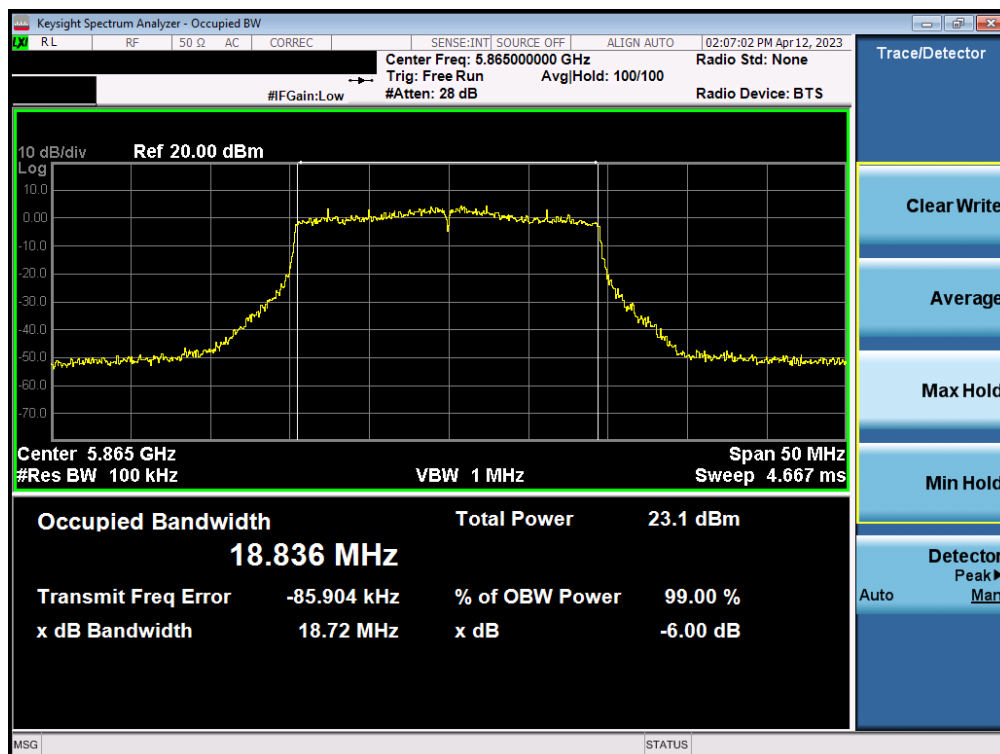 Keysight Spectrum Analyzer - Occupied BW
LXI RL RF 50 Ω AC CORREC SENSE:INT SOURCE OFF ALIGN AUTO 02:07:02 PM Apr 12, 2023
Center Freq: 5.865000000 GHz Radio Std: None
Trig: Free Run Avg|Hold: 100/100
#IFGain:Low #Atten: 28 dB Radio Device: BTS
Trace/Detector
10 dB/div Ref 20.00 dBm
Log
10.0
0.00
-10.0
-20.0
-30.0
-40.0
-50.0
-60.0
-70.0
Center 5.865 GHz Span 50 MHz
#Res BW 100 kHz VBW 1 MHz Sweep 4.667 ms
Occupied Bandwidth Total Power 23.1 dBm
18.836 MHz
Transmit Freq Error -85.904 kHz % of OBW Power 99.00 %
x dB Bandwidth 18.72 MHz x dB -6.00 dB
Clear Write
Average
Max Hold
Min Hold
Detector
Peak▶
Auto Man
MSG STATUS